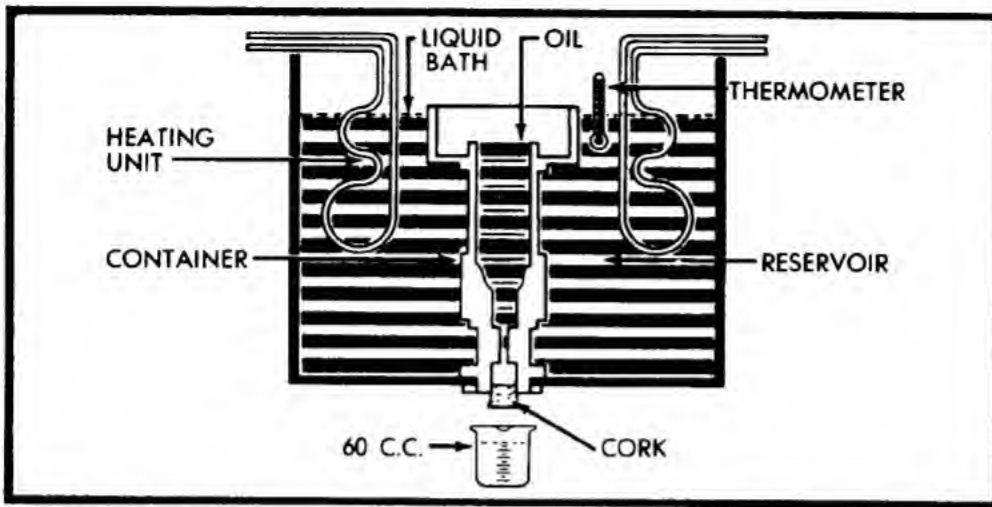 LIQUID
BATH
OIL
THERMOMETER
HEATING
UNIT
CONTAINER
RESERVOIR
60 C.C.
CORK